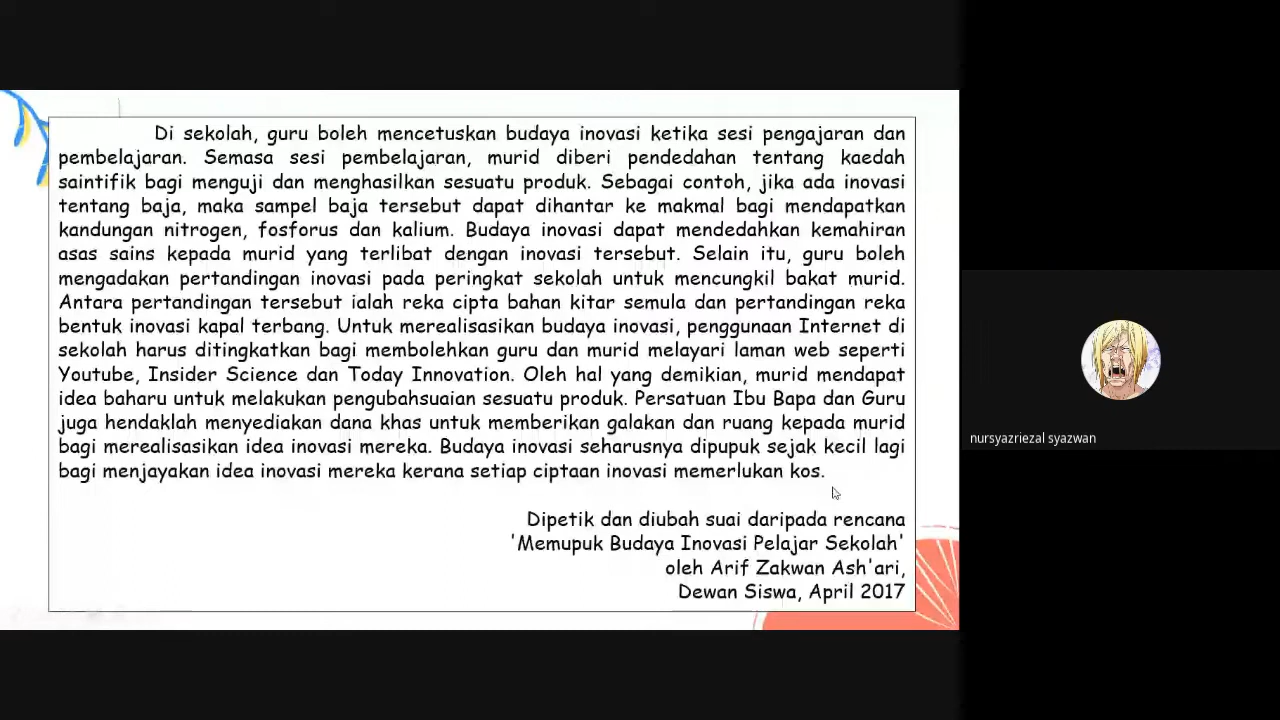 Di sekolah, guru boleh mencetuskan budaya inovasi ketika sesi pengajaran dan
pembelajaran. Semasa sesi pembelajaran, murid diberi pendedahan tentang kaedah
saintifik bagi menguji dan menghasilkan sesuatu produk. Sebagai contoh, jika ada inovasi
tentang baja, maka sampel baja tersebut dapat dihantar ke makmal bagi mendapatkan
kandungan nitrogen, fosforus dan kalium. Budaya inovasi dapat mendedahkan kemahiran
asas sains kepada murid yang terlibat dengan inovasi tersebut. Selain itu, guru boleh
mengadakan pertandingan inovasi pada peringkat sekolah untuk mencungkil bakat murid.
Antara pertandingan tersebut ialah reka cipta bahan kitar semula dan pertandingan reka
bentuk inovasi kapal terbang. Untuk merealisasikan budaya inovasi, penggunaan Internet di
sekolah harus ditingkatkan bagi membolehkan guru dan murid melayari laman web seperti
Youtube, Insider Science dan Today Innovation. Oleh hal yang demikian, murid mendapat
idea baharu untuk melakukan pengubahsuaian sesuatu produk. Persatuan Ibu Bapa dan Guru
juga hendaklah menyediakan dana khas untuk memberikan galakan dan ruang kepada murid
bagi merealisasikan idea inovasi mereka. Budaya inovasi seharusnya dipupuk sejak kecil lagi
bagi menjayakan idea inovasi mereka kerana setiap ciptaan inovasi memerlukan kos.
Dipetik dan diubah suai daripada rencana
'Memupuk Budaya Inovasi Pelajar Sekolah'
oleh Arif Zakwan Ash'ari,
Dewan Siswa, April 2017
nursyazriezal syazwan